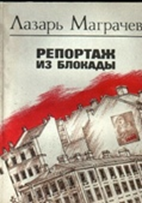 Лазарь Маграчев
РЕПОРТАЖ
ИЗ БЛОКАДЫ